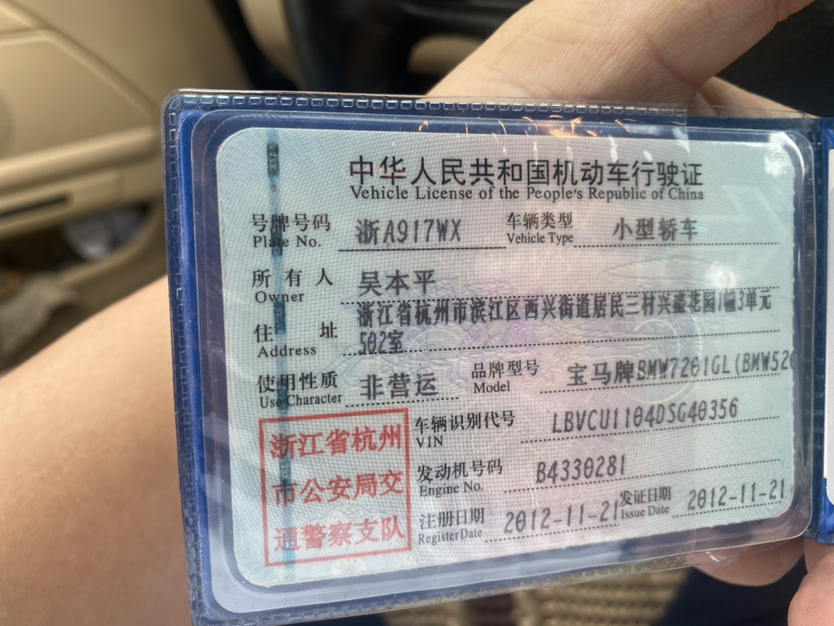 中华人民共和国机动车行驶证
Vehicle License of the People's Republic of China
号牌号码 浙A917WX 车辆类型 小型轿车
Plate No. Vehicle Type
所有人 吴本平
Owner
住址 浙江省杭州市滨江区西兴街道居民三村兴盛花园1幢3单元
Address 502室
使用性质 非营运 品牌型号 宝马牌BMW7201GL(BMW520
Use Character Model
浙江省杭州
市公安局交
通警察支队
车辆识别代号 LBVCU1104DSG40356
VIN
发动机号码 B4330281
Engine No.
注册日期 2012-11-21 发证日期 2012-11-21
Register Date Issue Date